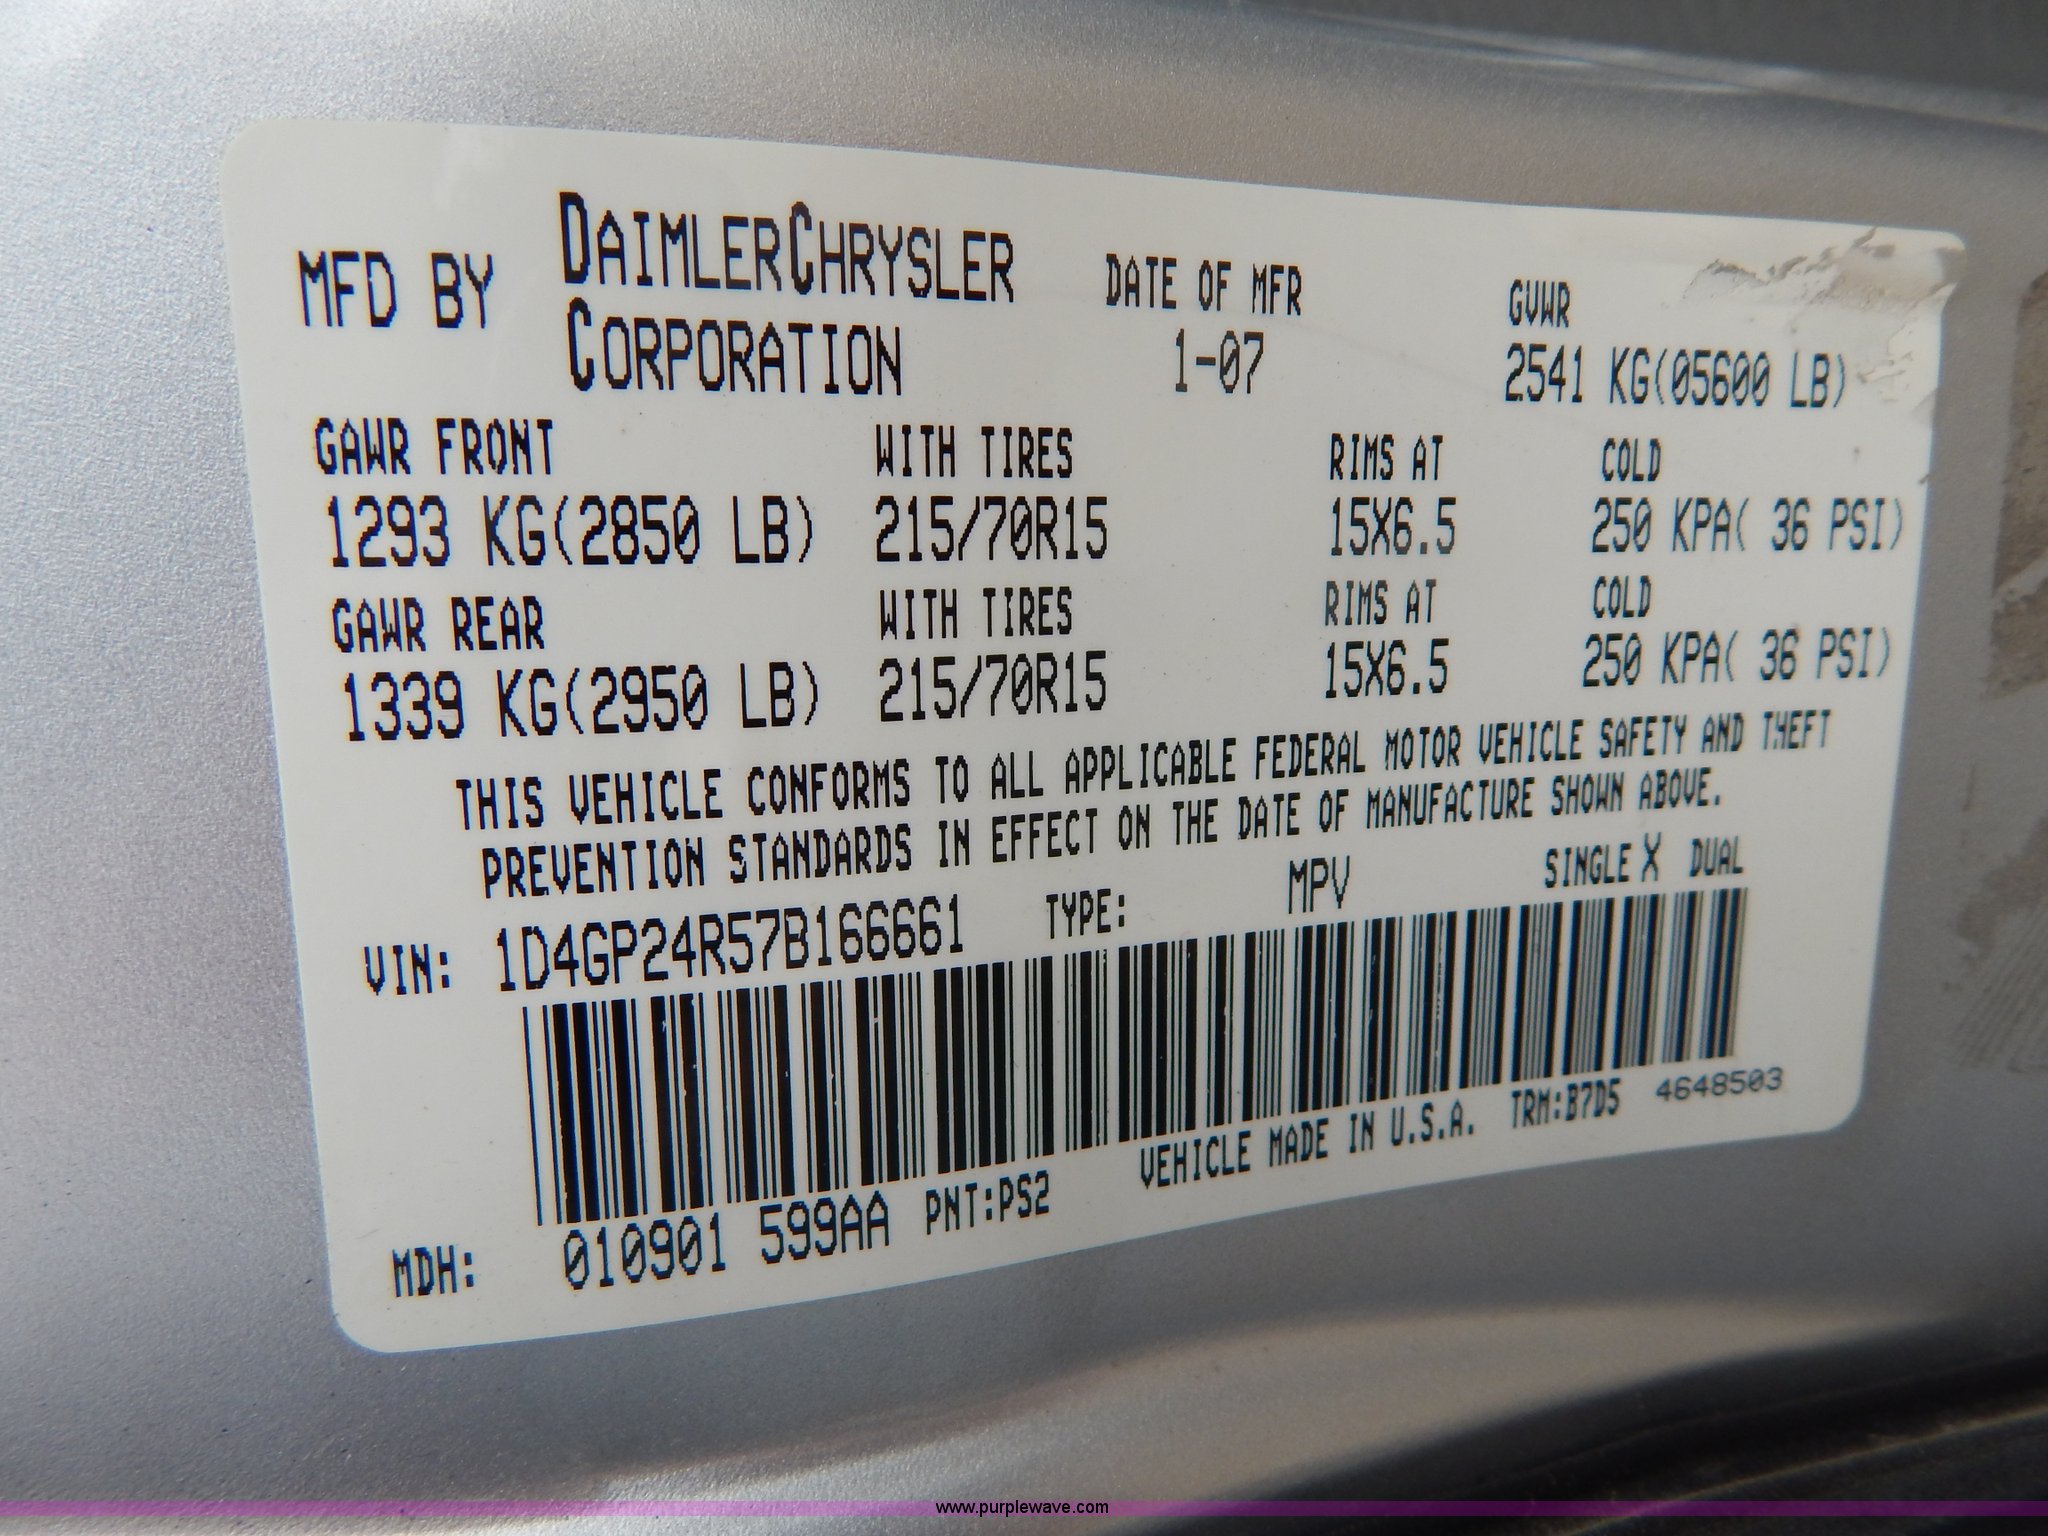 MFD BY DAIMLERCHRYSLER CORPORATION DATE OF MFR GVWR
1-07 2541 KG(05600 LB)
GAWR FRONT WITH TIRES RIMS AT COLD
1293 KG(2850 LB) 215/70R15 15X6.5 250 KPA( 36 PSI)
GAWR REAR WITH TIRES RIMS AT COLD
1339 KG(2950 LB) 215/70R15 15X6.5 250 KPA( 36 PSI)
THIS VEHICLE CONFORMS TO ALL APPLICABLE FEDERAL MOTOR VEHICLE SAFETY AND THEFT
PREVENTION STANDARDS IN EFFECT ON THE DATE OF MANUFACTURE SHOWN ABOVE.
VIN: 1D4GP24R57B166661 TYPE: MPV SINGLE X DUAL
MDH: 010901 599AA PNT:PS2 VEHICLE MADE IN U.S.A. TRM:B7D5 4648503
www.purplewave.com